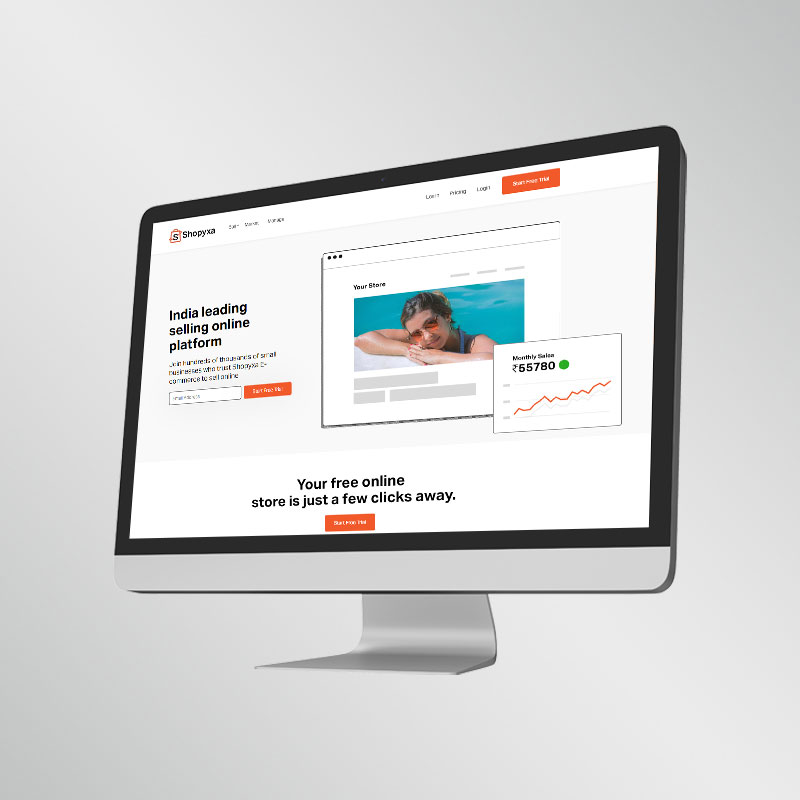 Shopyxa
Manage
Learn
Pricing
Login
Start Free Trial
India leading
selling online
platform
Join hundreds of thousands of small
businesses who trust Shopyxa E-
commerce to sell online
Email Address
Start Free Trial
Your Store
Monthly Sales
₹55780
Your free online
store is just a few clicks away.
Start Free Trial